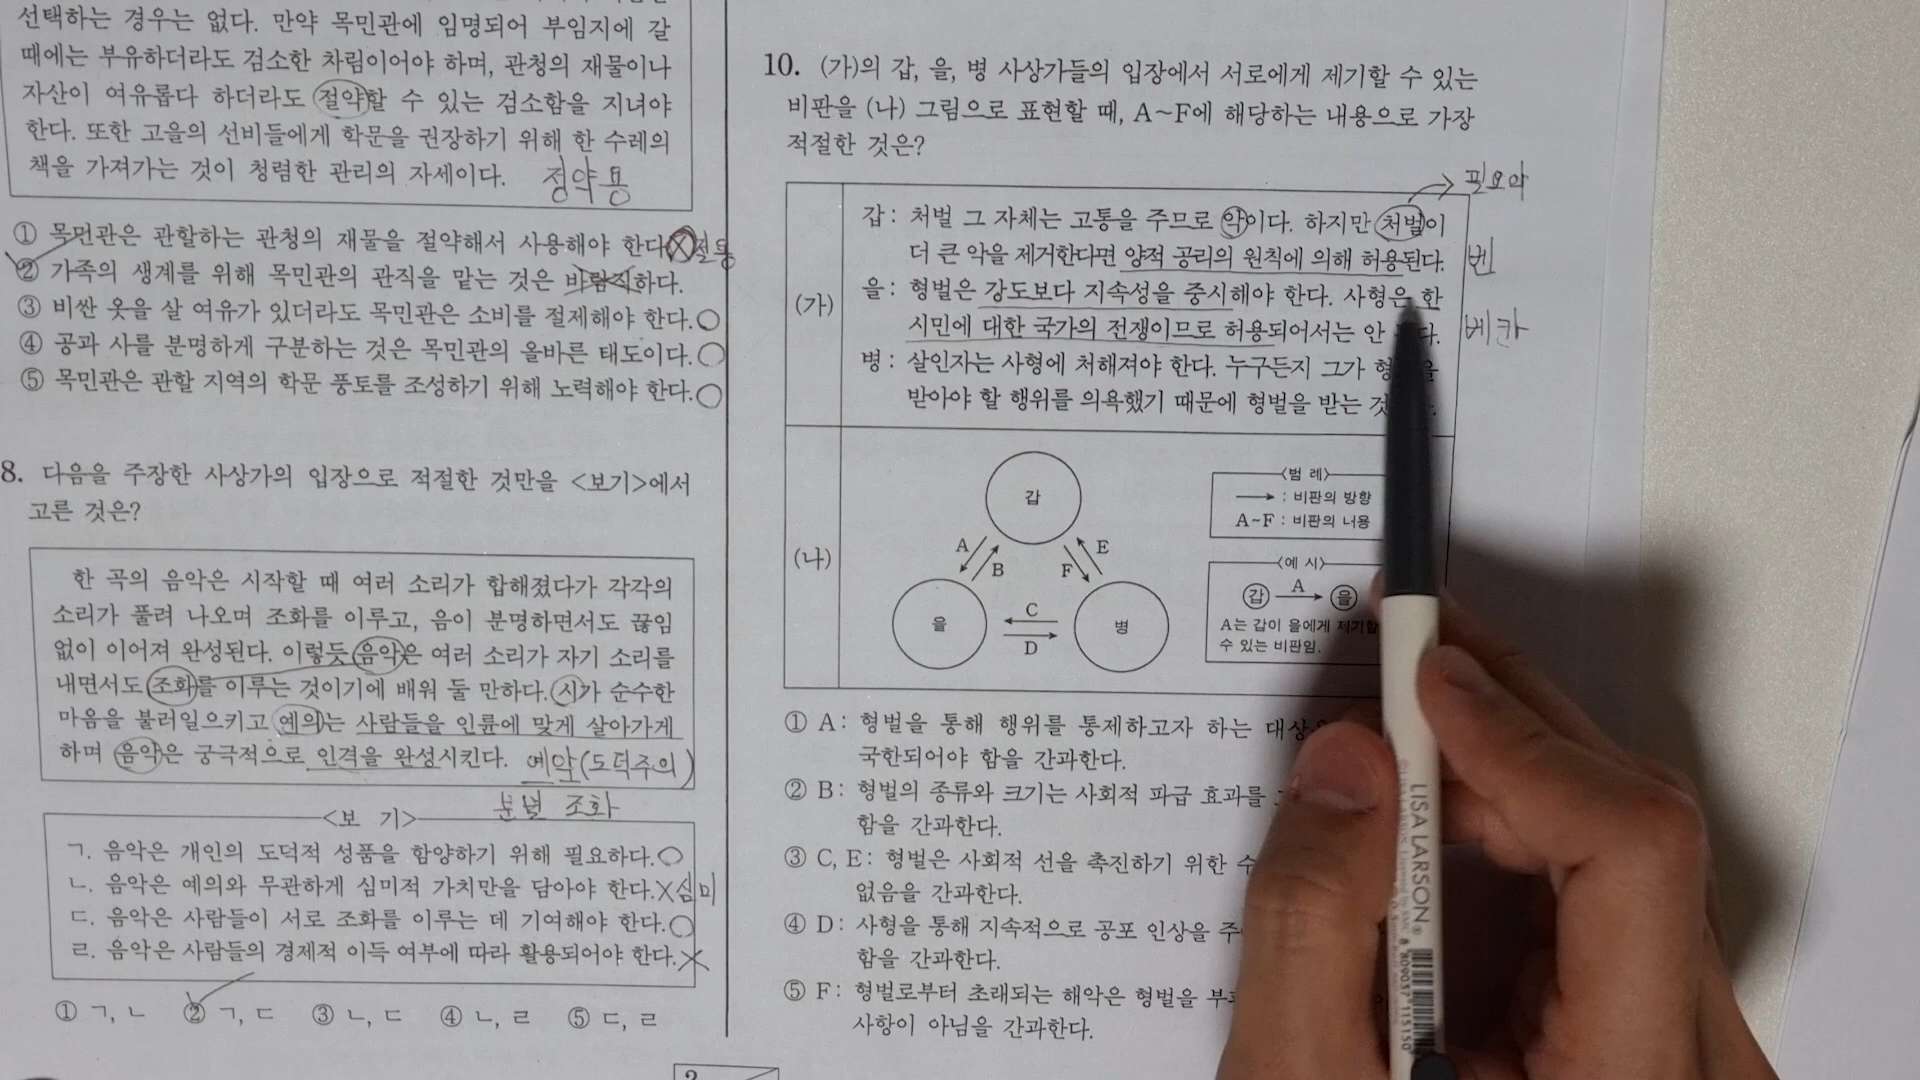 선택하는 경우는 없다. 만약 목민관에 임명되어 부임지에 갈
때에는 부유하더라도 검소한 차림이어야 하며, 관청의 재물이나
자산이 여유롭다 하더라도 절약할 수 있는 검소함을 지녀야
한다. 또한 고을의 선비들에게 학문을 권장하기 위해 한 수레의
책을 가져가는 것이 청렴한 관리의 자세이다. 정약용
① 목민관은 관할하는 관청의 재물을 절약해서 사용해야 한다. 절용
② 가족의 생계를 위해 목민관의 관직을 맡는 것은 바람직하다.
③ 비싼 옷을 살 여유가 있더라도 목민관은 소비를 절제해야 한다.○
④ 공과 사를 분명하게 구분하는 것은 목민관의 올바른 태도이다.○
⑤ 목민관은 관할 지역의 학문 풍토를 조성하기 위해 노력해야 한다.○
8. 다음을 주장한 사상가의 입장으로 적절한 것만을 <보기>에서
고른 것은?
한 곡의 음악은 시작할 때 여러 소리가 합해졌다가 각각의
소리가 풀려 나오며 조화를 이루고, 음이 분명하면서도 끊임
없이 이어져 완성된다. 이렇듯 음악은 여러 소리가 자기 소리를
내면서도 조화를 이루는 것이기에 배워 둘 만하다. 시가 순수한
마음을 불러일으키고 예의는 사람들을 인륜에 맞게 살아가게
하며 음악은 궁극적으로 인격을 완성시킨다. 예악(도덕주의)
분별 조화
<보 기>
ㄱ. 음악은 개인의 도덕적 성품을 함양하기 위해 필요하다.○
ㄴ. 음악은 예의와 무관하게 심미적 가치만을 담아야 한다.X심미
ㄷ. 음악은 사람들이 서로 조화를 이루는 데 기여해야 한다.○
ㄹ. 음악은 사람들의 경제적 이득 여부에 따라 활용되어야 한다.X
① ㄱ, ㄴ ② ㄱ, ㄷ ③ ㄴ, ㄷ ④ ㄴ, ㄹ ⑤ ㄷ, ㄹ
10. (가)의 갑, 을, 병 사상가들의 입장에서 서로에게 제기할 수 있는
비판을 (나) 그림으로 표현할 때, A~F에 해당하는 내용으로 가장
적절한 것은?
필요악
(가)
갑: 처벌 그 자체는 고통을 주므로 악이다. 하지만 처벌이
더 큰 악을 제거한다면 양적 공리의 원칙에 의해 허용된다. 벤
을: 형벌은 강도보다 지속성을 중시해야 한다. 사형은 한
시민에 대한 국가의 전쟁이므로 허용되어서는 안 베카
병: 살인자는 사형에 처해져야 한다. 누구든지 그가
받아야 할 행위를 의욕했기 때문에 형벌을 받는
(나)
갑
A B F E
을 C D 병
<범 례>
→ : 비판의 방향
A~F : 비판의 내용
<예 시>
갑 A 을
A는 갑이 을에게
수 있는 비판임.
① A: 형벌을 통해 행위를 통제하고자 하는
국한되어야 함을 간과한다.
② B: 형벌의 종류와 크기는 사회적 파급 효과를
함을 간과한다.
③ C, E: 형벌은 사회적 선을 촉진하기 위한
없음을 간과한다.
④ D: 사형을 통해 지속적으로 공포 인상을
함을 간과한다.
⑤ F: 형벌로부터 초래되는 해악은 형벌을
사항이 아님을 간과한다.
LISA LARSON
8 809037 115150
2